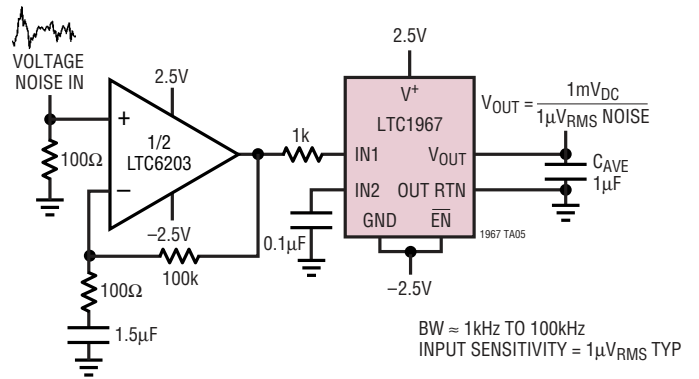 VOLTAGE
NOISE IN
2.5V
+
1/2
LTC6203
–
–2.5V
100Ω
100k
100Ω
1.5µF
1k
0.1µF
2.5V
V+
LTC1967
IN1
VOUT
IN2
OUT RTN
GND
EN
–2.5V
1967 TA05
VOUT = 1mVDC
1µVRMS NOISE
CAVE
1µF
BW ≈ 1kHz TO 100kHz
INPUT SENSITIVITY = 1µVRMS TYP